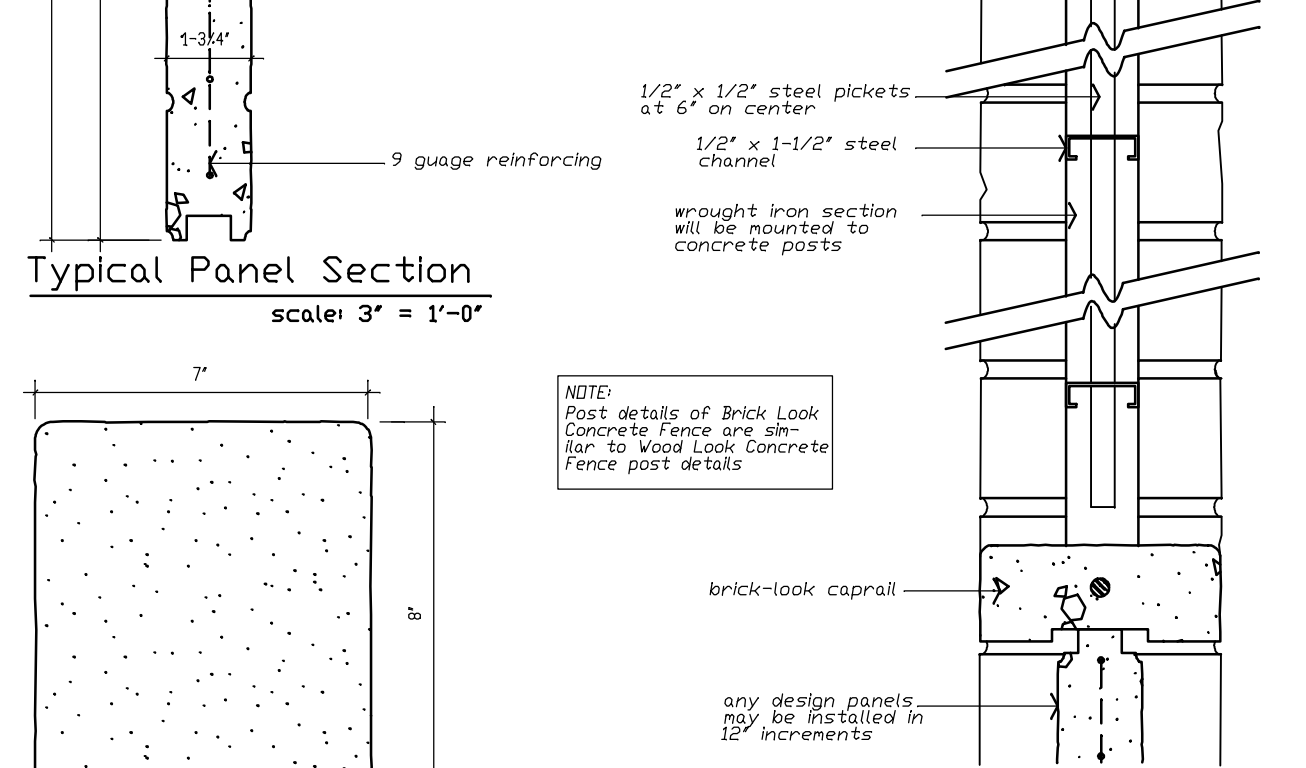 1-3/4"
9 guage reinforcing
Typical Panel Section
scale: 3" = 1'-0"
7"
8"
1/2" x 1/2" steel pickets
at 6" on center
1/2" x 1-1/2" steel
channel
wrought iron section
will be mounted to
concrete posts
NOTE:
Post details of Brick Look
Concrete Fence are sim-
ilar to Wood Look Concrete
Fence post details
brick-look caprail
any design panels
may be installed in
12" increments